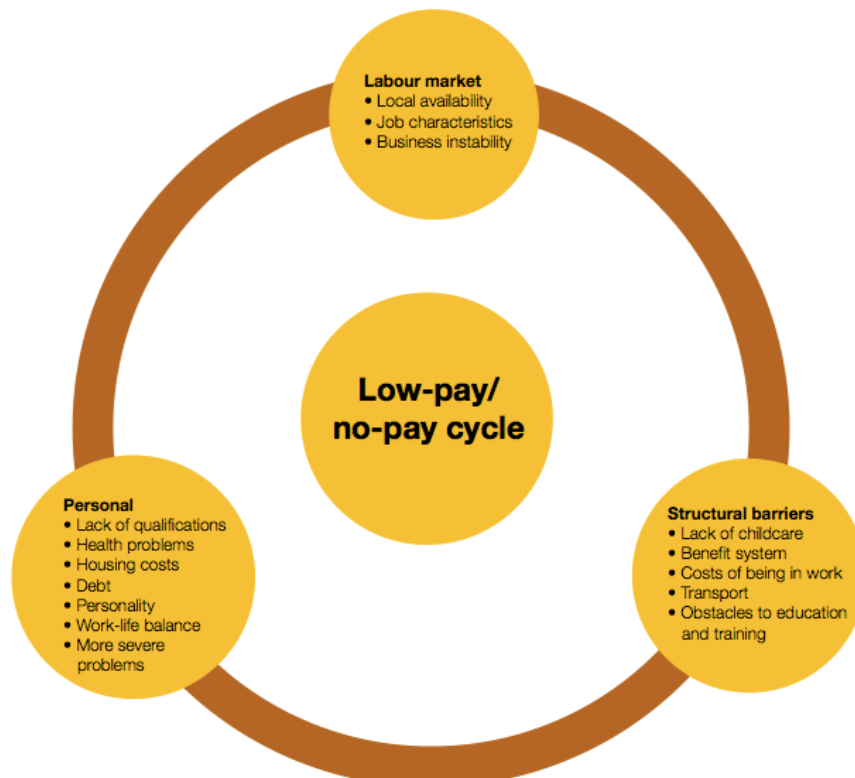 Labour market
• Local availability
• Job characteristics
• Business instability
Low-pay/
no-pay cycle
Personal
• Lack of qualifications
• Health problems
• Housing costs
• Debt
• Personality
• Work-life balance
• More severe
problems
Structural barriers
• Lack of childcare
• Benefit system
• Costs of being in work
• Transport
• Obstacles to education
and training